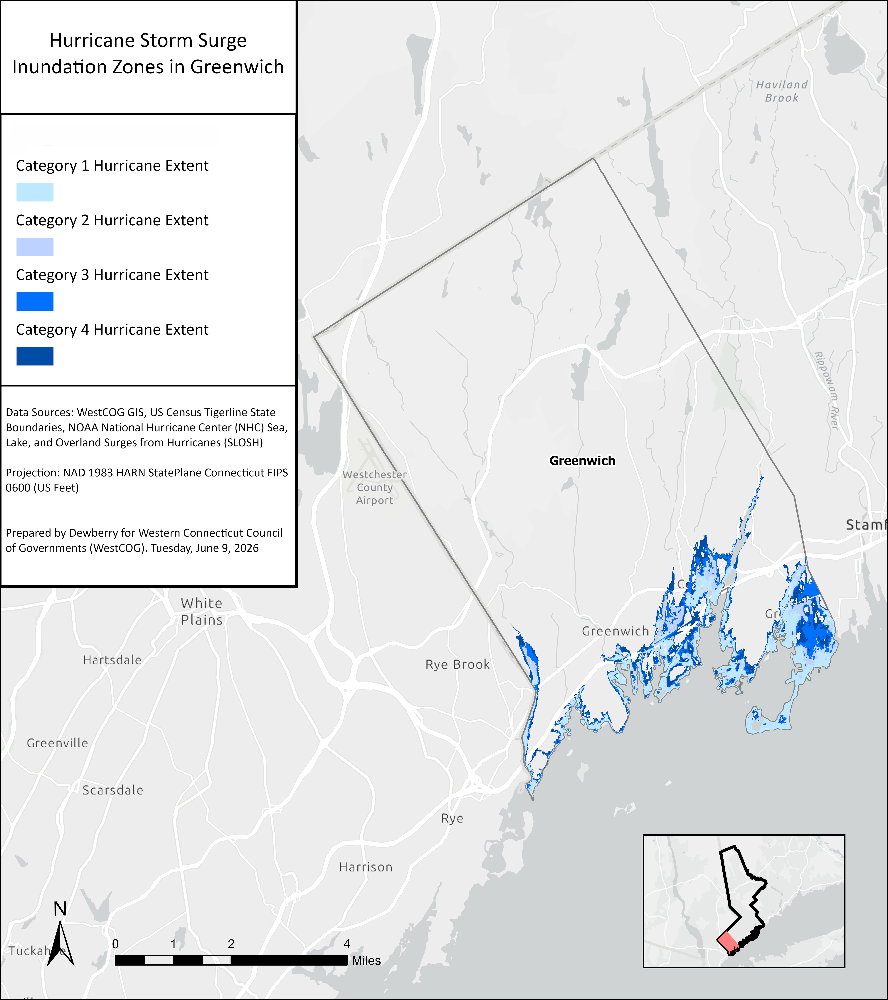 Hurricane Storm Surge
Inundation Zones in Greenwich
Category 1 Hurricane Extent
Category 2 Hurricane Extent
Category 3 Hurricane Extent
Category 4 Hurricane Extent
Data Sources: WestCOG GIS, US Census Tigerline State
Boundaries, NOAA National Hurricane Center (NHC) Sea,
Lake, and Overland Surges from Hurricanes (SLOSH)
Projection: NAD 1983 HARN StatePlane Connecticut FIPS
0600 (US Feet)
Prepared by Dewberry for Western Connecticut Council
of Governments (WestCOG). Tuesday, June 9, 2026
Haviland
Brook
Rippowam River
Greenwich
Westchester
County
Airport
Stamf
White
Plains
Greenwich
Hartsdale
Rye Brook
Greenville
Scarsdale
Rye
Harrison
N
0 1 2 4
Miles